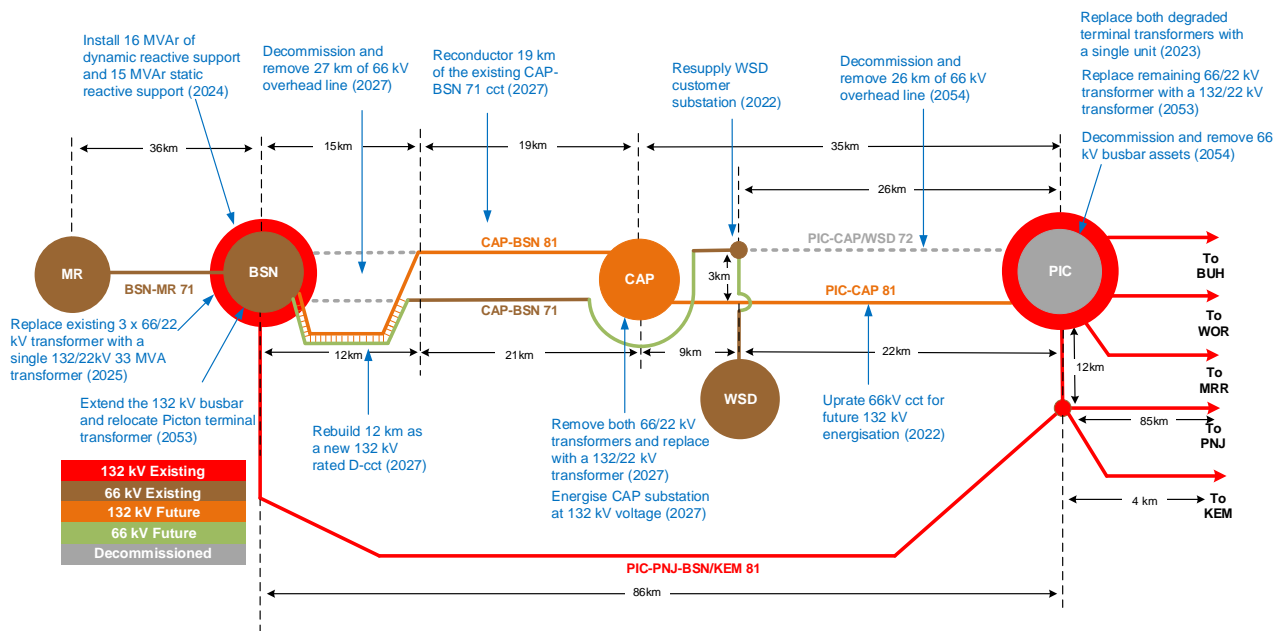 Install 16 MVAr of
dynamic reactive support
and 15 MVAr static
reactive support (2024)
Decommission and
remove 27 km of 66 kV
overhead line (2027)
Reconductor 19 km
of the existing CAP-
BSN 71 cct (2027)
Resupply WSD
customer
substation (2022)
Decommission and
remove 26 km of 66 kV
overhead line (2054)
Replace both degraded
terminal transformers with
a single unit (2023)
Replace remaining 66/22 kV
transformer with a 132/22 kV
transformer (2053)
Decommission and remove 66
kV busbar assets (2054)
36km
15km
19km
35km
26km
MR
BSN-MR 71
BSN
CAP-BSN 81
CAP-BSN 71
CAP
3km
PIC-CAP/WSD 72
PIC-CAP 81
PIC
WSD
To
BUH
To
WOR
To
MRR
To
PNJ
To
KEM
12km
21km
9km
22km
12km
85km
4 km
Replace existing 3 x 66/22
kV transformer with a
single 132/22kV 33 MVA
transformer (2025)
Extend the 132 kV busbar
and relocate Picton terminal
transformer (2053)
Rebuild 12 km as
a new 132 kV
rated D-cct (2027)
Remove both 66/22 kV
transformers and replace
with a 132/22 kV
transformer (2027)
Energise CAP substation
at 132 kV voltage (2027)
Uprate 66kV cct for
future 132 kV
energisation (2022)
132 kV Existing
66 kV Existing
132 kV Future
66 kV Future
Decommissioned
PIC-PNJ-BSN/KEM 81
86km